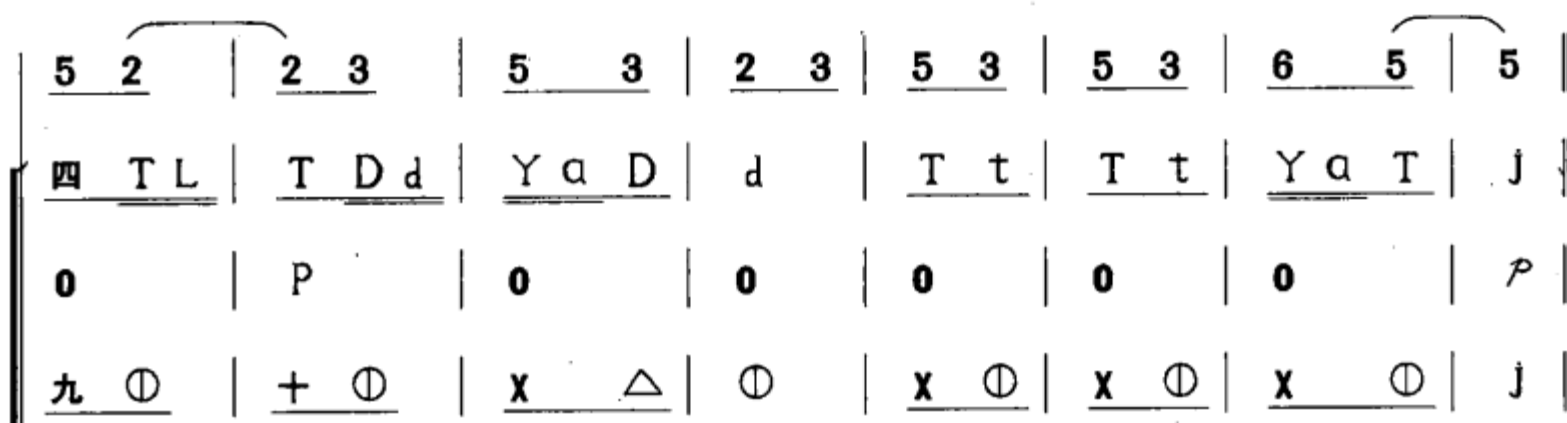 5 2 | 2 3 | 5 3 | 2 3 | 5 3 | 5 3 | 6 5 | 5 |
四 T L | T D d | Y a D | d | T t | T t | Y a T | j |
0 | P | 0 | 0 | 0 | 0 | 0 | p |
九 ⏀ | + ⏀ | X △ | ⏀ | X ⏀ | X ⏀ | X ⏀ | j |